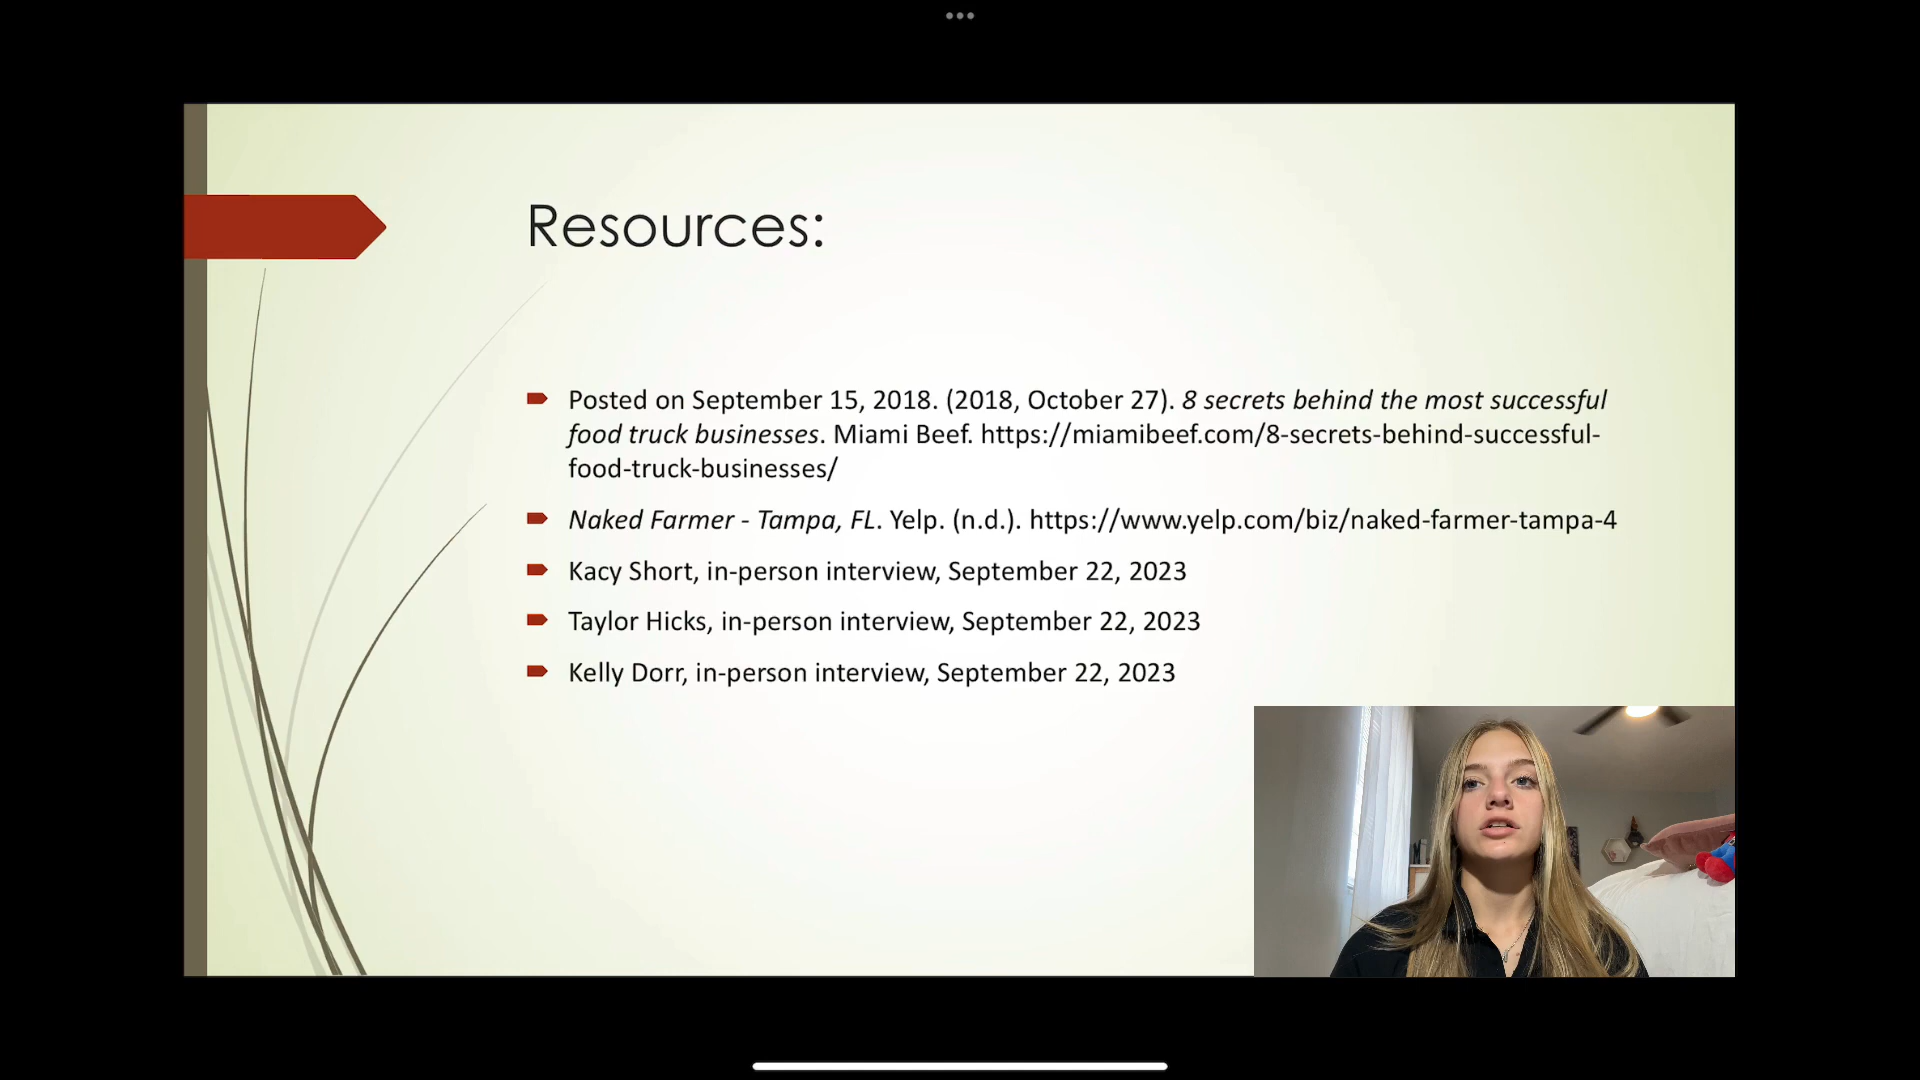 Resources:
Posted on September 15, 2018. (2018, October 27). 8 secrets behind the most successful
food truck businesses. Miami Beef. https://miamibeef.com/8-secrets-behind-successful-
food-truck-businesses/
Naked Farmer - Tampa, FL. Yelp. (n.d.). https://www.yelp.com/biz/naked-farmer-tampa-4
Kacy Short, in-person interview, September 22, 2023
Taylor Hicks, in-person interview, September 22, 2023
Kelly Dorr, in-person interview, September 22, 2023